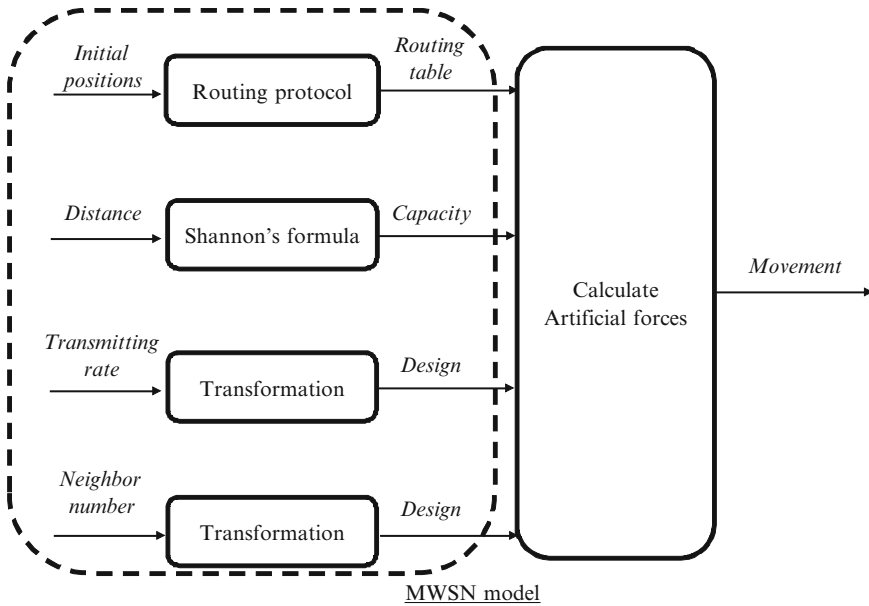 Initial
positions
Routing protocol
Routing
table
Distance
Shannon's formula
Capacity
Transmitting
rate
Transformation
Design
Neighbor
number
Transformation
Design
Calculate
Artificial forces
Movement
MWSN model